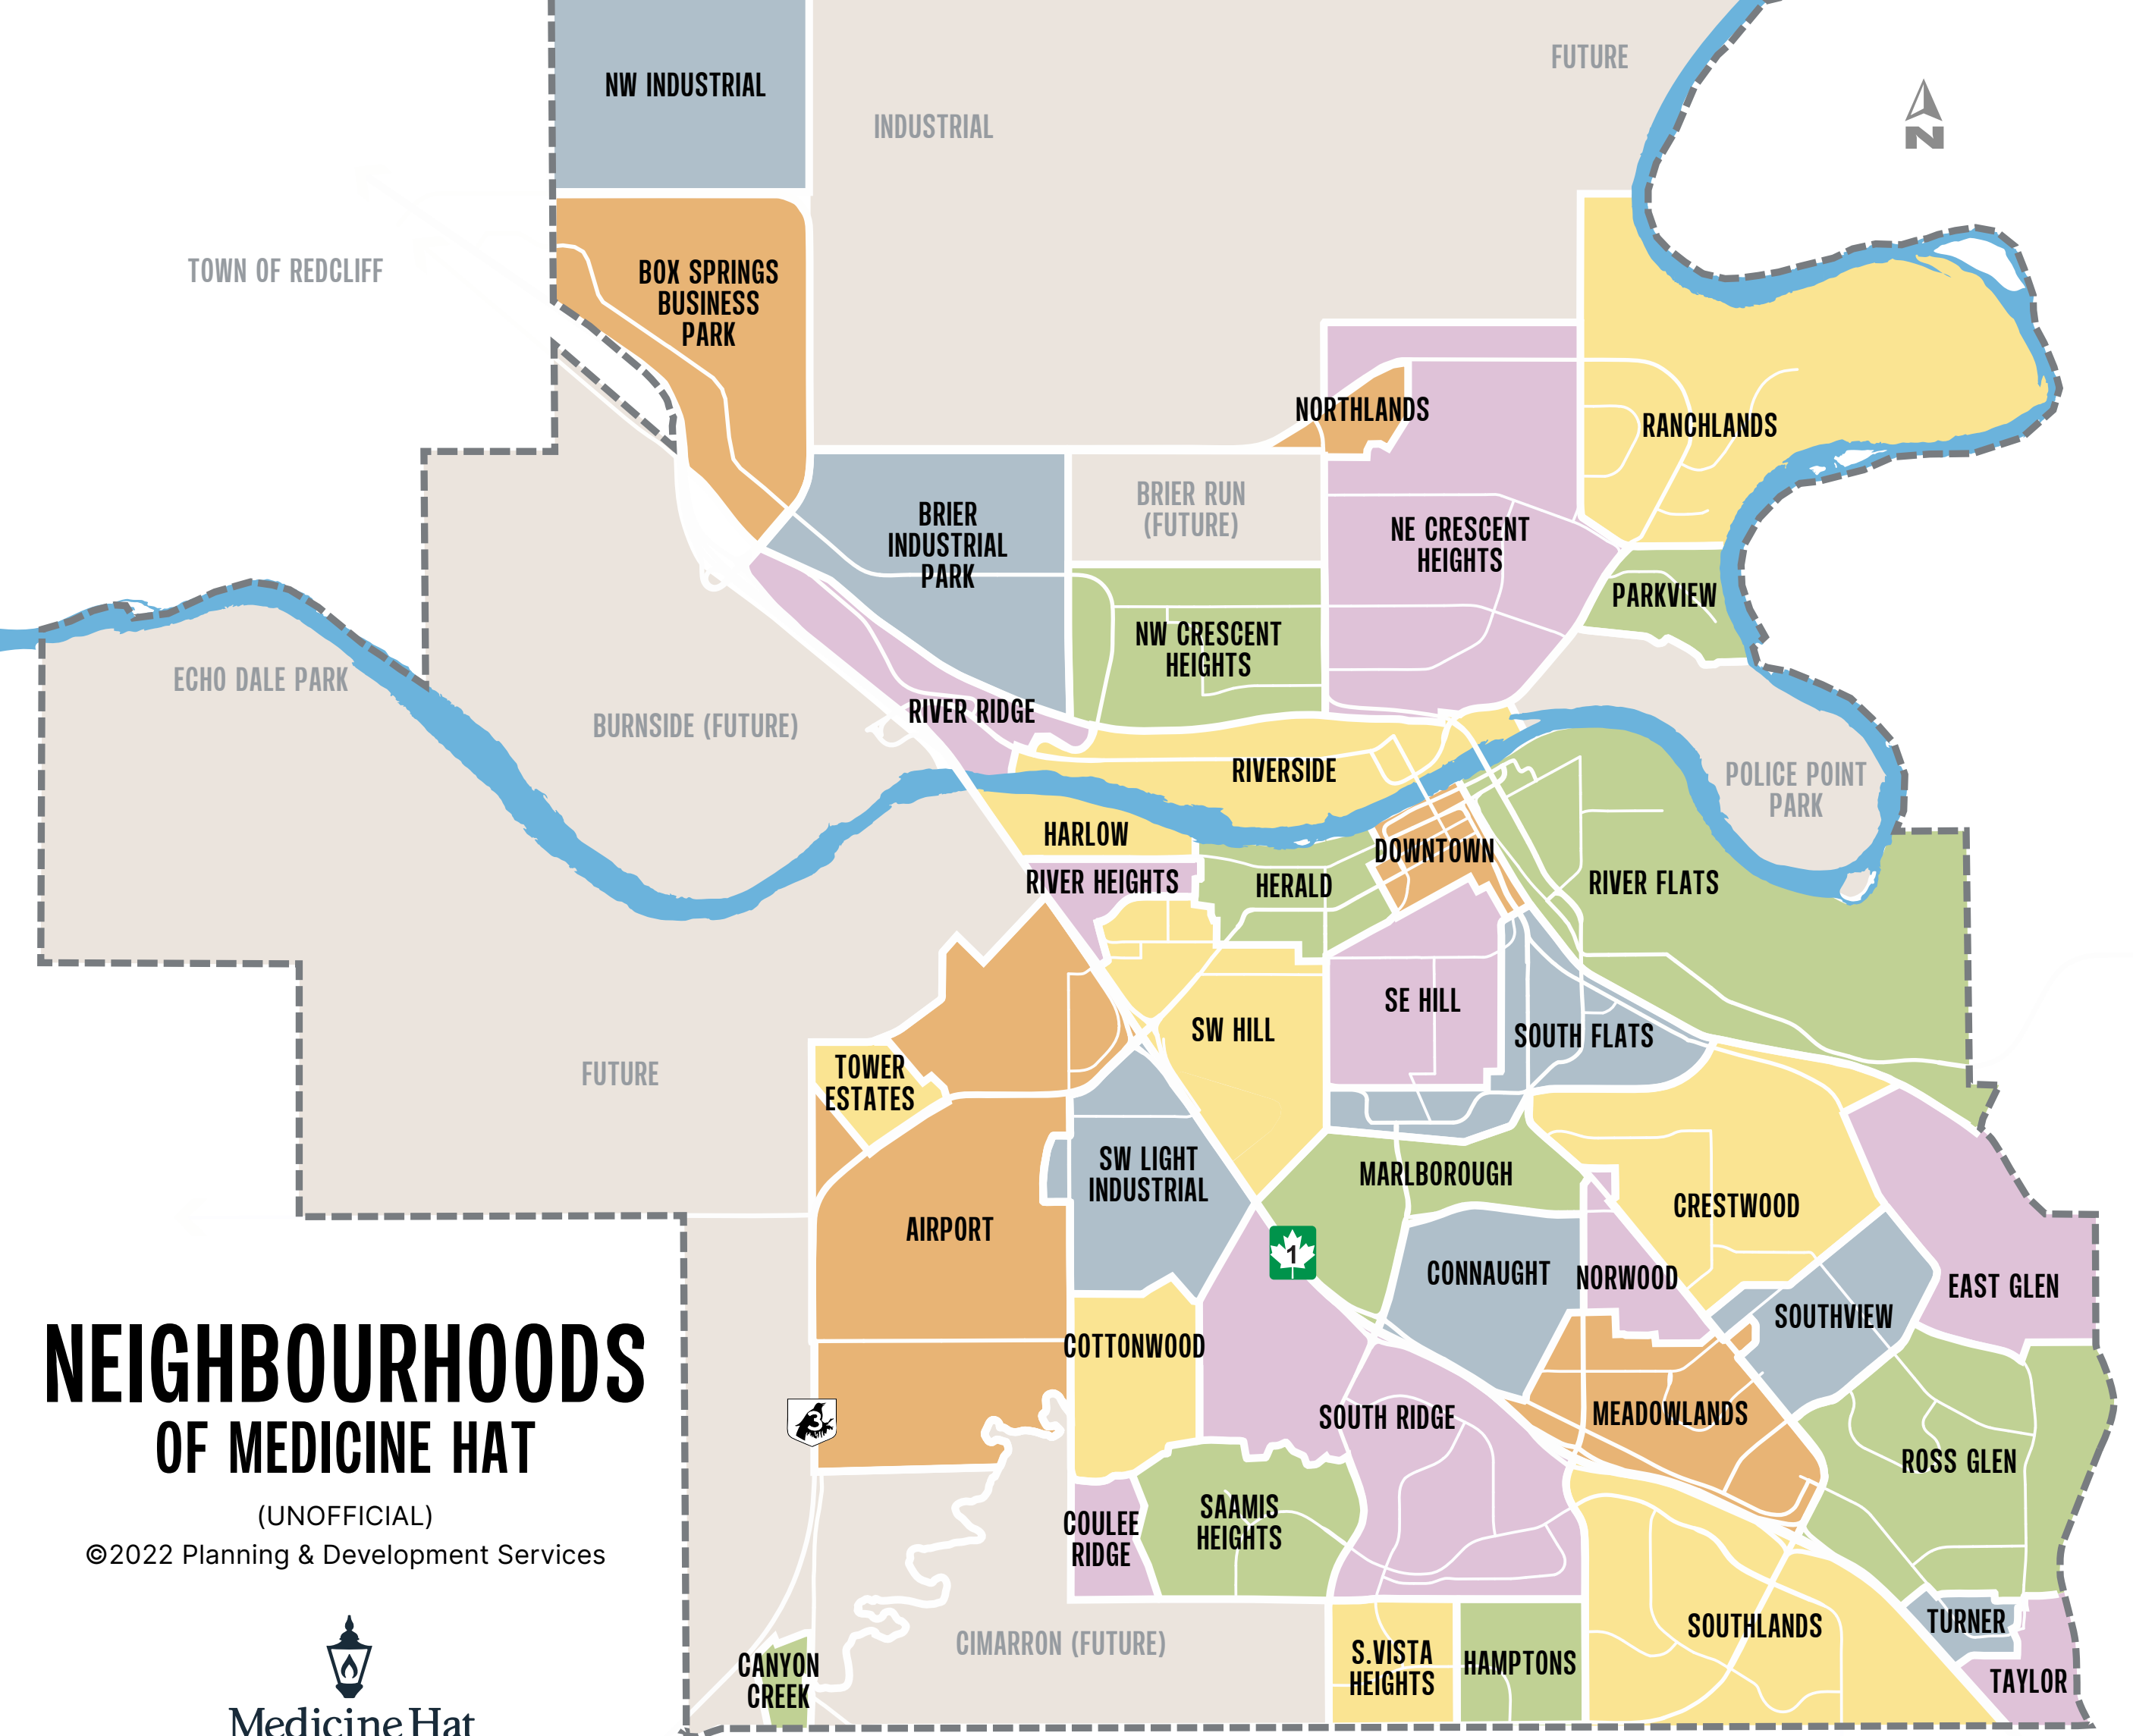 FUTURE
NW INDUSTRIAL
INDUSTRIAL
N
TOWN OF REDCLIFF
BOX SPRINGS
BUSINESS
PARK
NORTHLANDS
RANCHLANDS
BRIER RUN
(FUTURE)
BRIER
INDUSTRIAL
PARK
NE CRESCENT
HEIGHTS
PARKVIEW
NW CRESCENT
HEIGHTS
ECHO DALE PARK
BURNSIDE (FUTURE)
RIVER RIDGE
RIVERSIDE
POLICE POINT
PARK
HARLOW
DOWNTOWN
RIVER HEIGHTS
HERALD
RIVER FLATS
SE HILL
SW HILL
SOUTH FLATS
FUTURE
TOWER
ESTATES
SW LIGHT
INDUSTRIAL
MARLBOROUGH
CRESTWOOD
AIRPORT
1
CONNAUGHT
NORWOOD
EAST GLEN
SOUTHVIEW
COTTONWOOD
NEIGHBOURHOODS
OF MEDICINE HAT
(UNOFFICIAL)
©2022 Planning & Development Services
3
SOUTH RIDGE
MEADOWLANDS
ROSS GLEN
SAAMIS
HEIGHTS
COULEE
RIDGE
CIMARRON (FUTURE)
SOUTHLANDS
TURNER
S.VISTA
HEIGHTS
HAMPTONS
CANYON
CREEK
TAYLOR
Medicine Hat